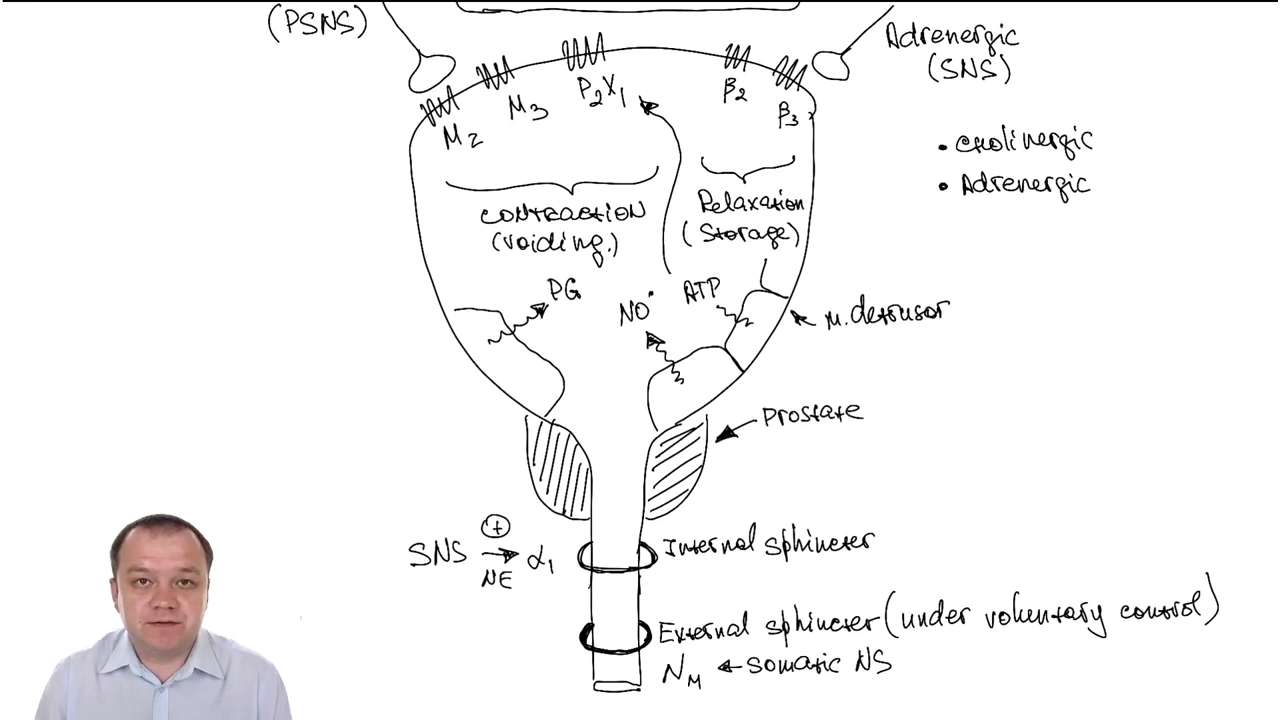 (PSNS)
Adrenergic
(SNS)
M2
M3
P2X1
β2
β3
• cholinergic
• Adrenergic
contraction
(voiding.)
Relaxation
(storage)
PG
NO•
ATP
M. detrusor
Prostate
SNS
+
NE
α1
Internal sphincter
External sphincter (under voluntary control)
NM ← somatic NS